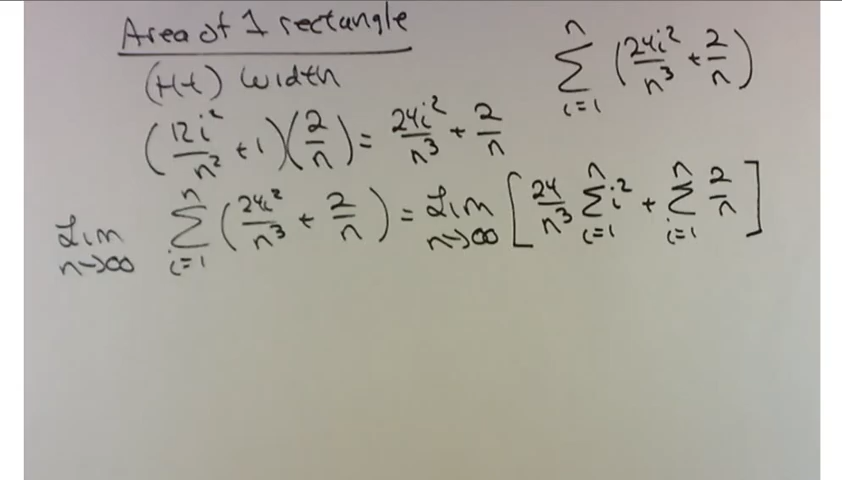 Area of 1 rectangle
(Ht) Width
∑_{i=1}^{n} (24i²/n³ + 2/n)
(12i²/n² + 1)(2/n) = 24i²/n³ + 2/n
Lim_{n→∞} ∑_{i=1}^{n} (24i²/n³ + 2/n) = Lim_{n→∞} [24/n³ ∑_{i=1}^{n} i² + ∑_{i=1}^{n} 2/n]